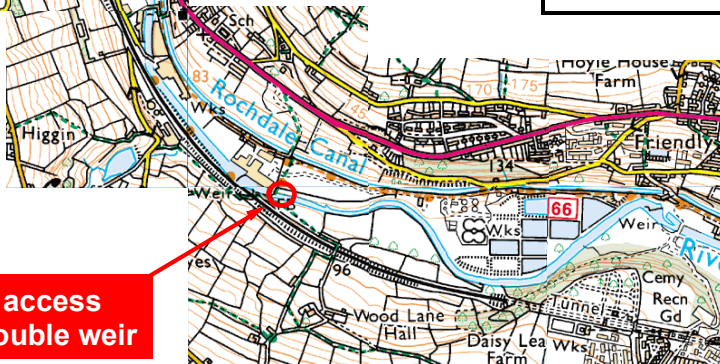 Sch
Hoyle House
Farm
83
170
175
Rochdale Canal
145
Wks
Higgin
134
Friendly
Weir
66
Wks
Weir
96
Cemy
Recn
Gd
Tunnel
access
ouble weir
Wood Lane
Hall
Daisy Lea
Farm
Wks